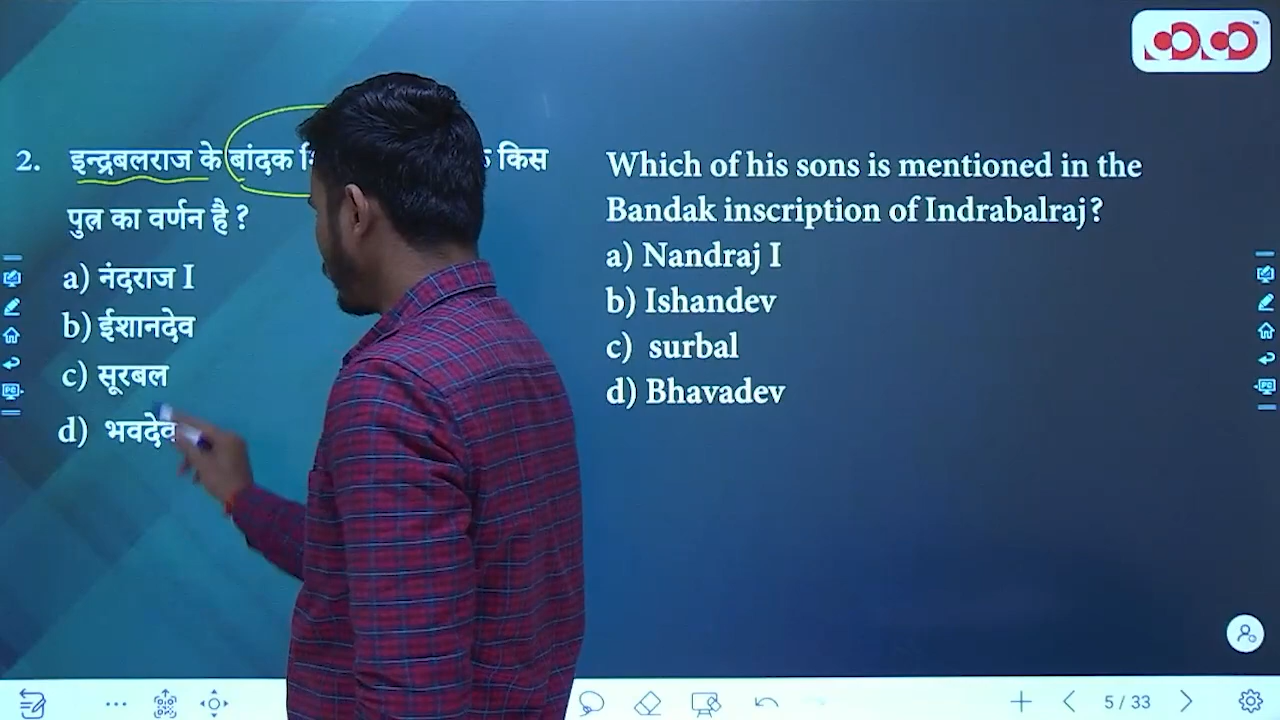 2. इन्द्रबलराज के बांदक किस
पुत्र का वर्णन है ?
a) नंदराज I
b) ईशानदेव
c) सूरबल
d) भवदेव
Which of his sons is mentioned in the
Bandak inscription of Indrabalraj?
a) Nandraj I
b) Ishandev
c) surbal
d) Bhavadev
5 / 33